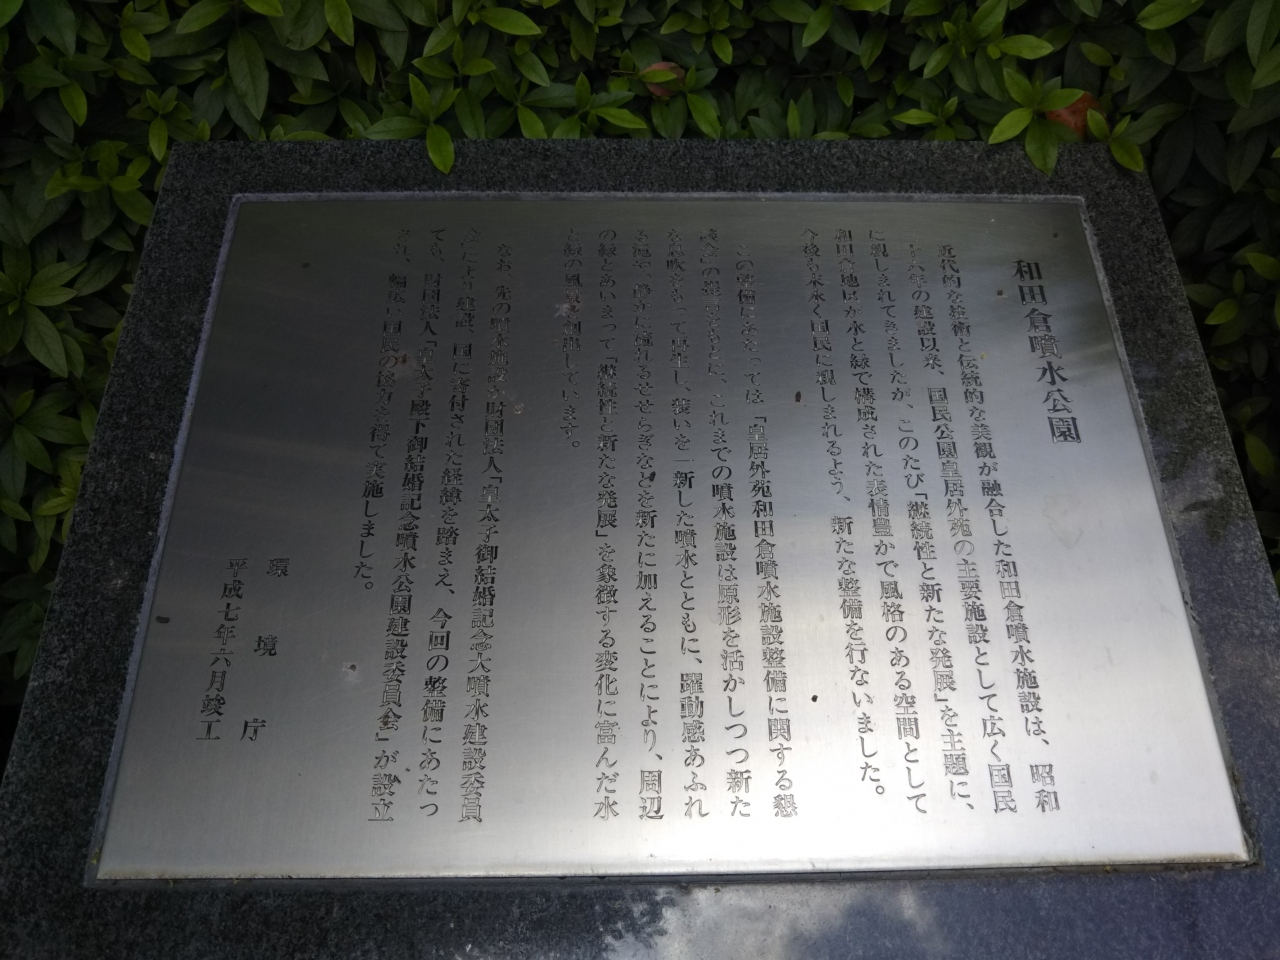 和田倉噴水公園
近代的な技術と伝統的な美観が融合した和田倉噴水施設は、昭和
三十六年の建設以来、国民公園皇居外苑の主要施設として広く国民
に親しまれてきましたが、このたび「継続性と新たな発展」を主題に、
和田倉地区が水と緑で構成された表情豊かで風格のある空間として
今後も末永く国民に親しまれるよう、新たな整備を行ないました。
この整備にあたっては「皇居外苑和田倉噴水施設整備に関する懇
談会」の提言をもとに、これまでの噴水施設は原形を活かしつつ新た
な息吹をもって再生し、装いを一新した噴水とともに、躍動感あふれ
る滝や、静かに流れるせせらぎなどを新たに加えることにより、周辺
の緑とあいまって「継続性と新たな発展」を象徴する変化に富んだ水
と緑の風景を創出しています。
なお、先の噴水施設が財団法人「皇太子御結婚記念大噴水建設委員
会」により建設、国に寄付された経緯を踏まえ、今回の整備にあたっ
ても、財団法人「皇太子殿下御結婚記念噴水公園建設委員会」が設立
され、幅広い国民の協力を得て実施しました。
環境庁
平成七年六月竣工